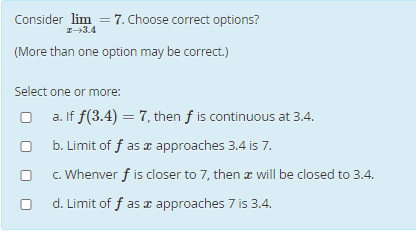 Consider lim x→3.4 = 7. Choose correct options?
(More than one option may be correct.)
Select one or more:
a. If f(3.4) = 7, then f is continuous at 3.4.
b. Limit of f as x approaches 3.4 is 7.
c. Whenver f is closer to 7, then x will be closed to 3.4.
d. Limit of f as x approaches 7 is 3.4.